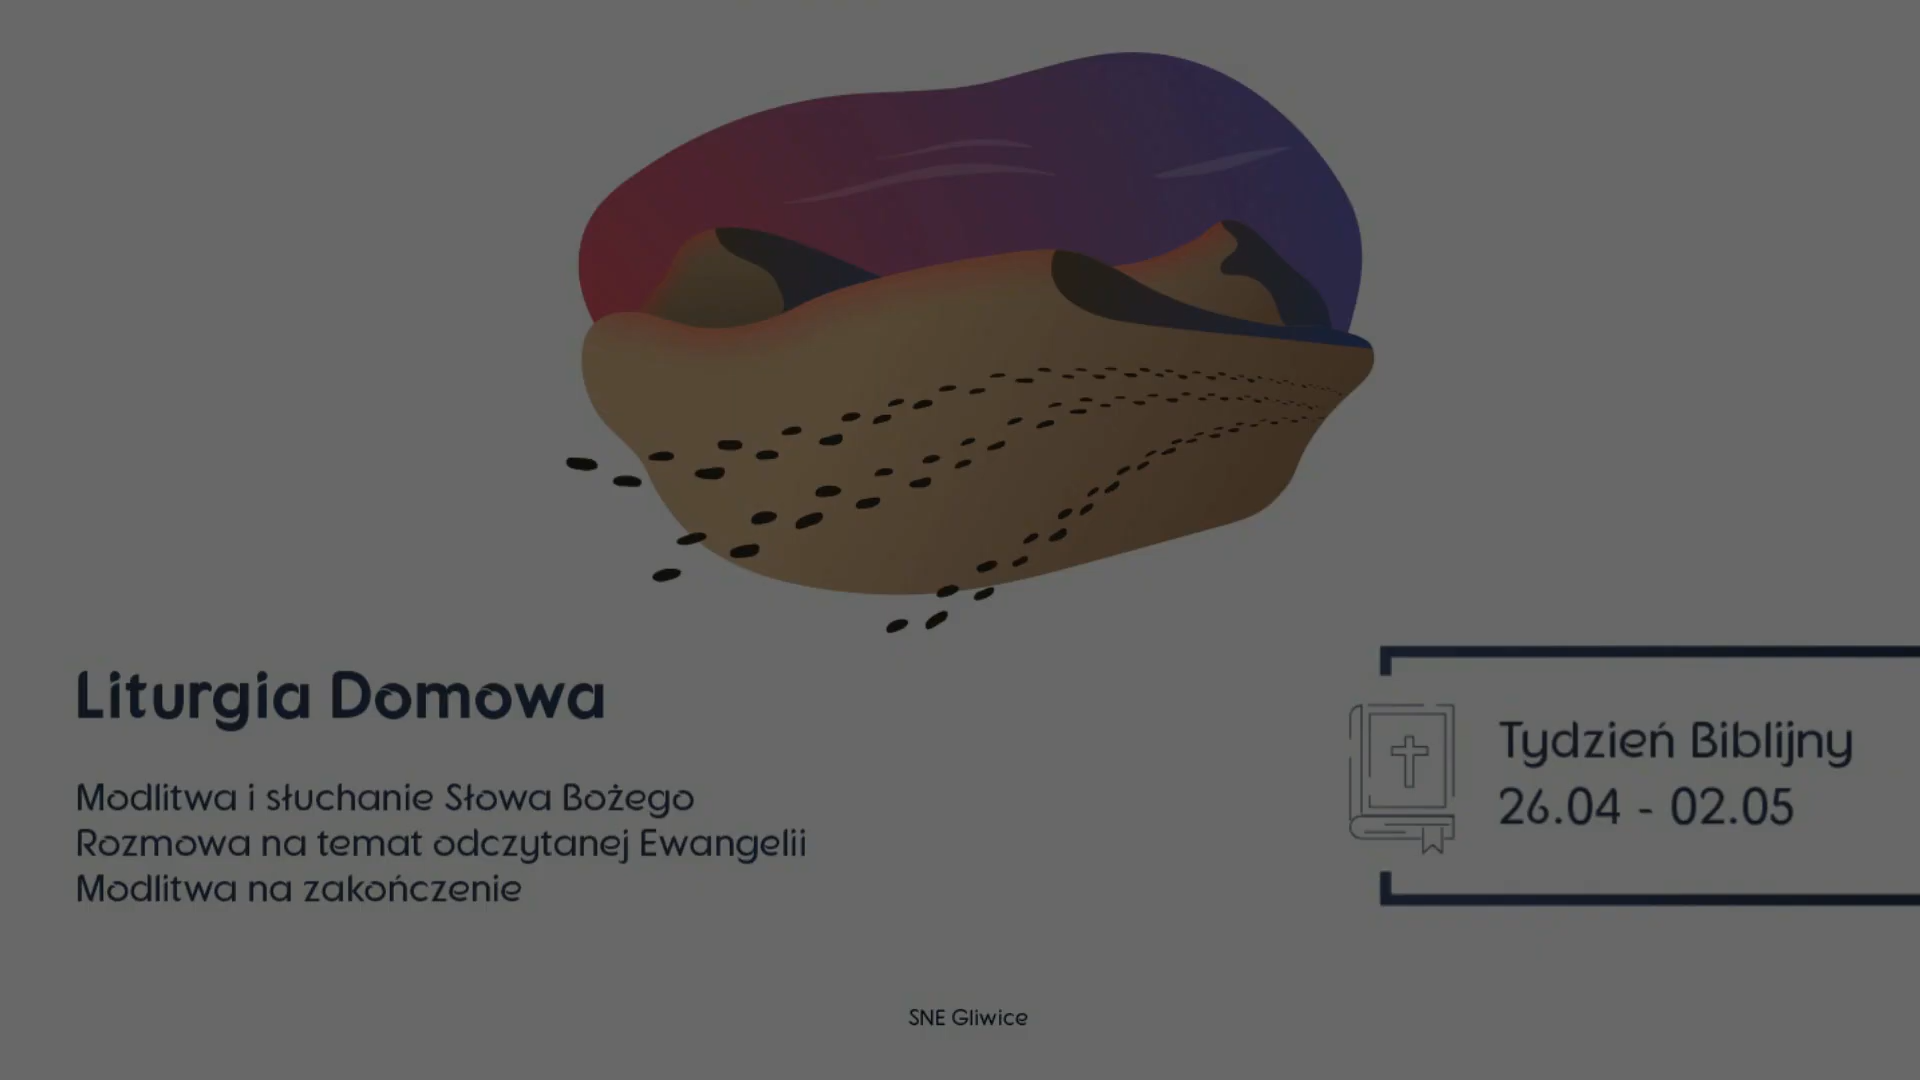 Liturgia Domowa
Modlitwa i słuchanie Słowa Bożego
Rozmowa na temat odczytanej Ewangelii
Modlitwa na zakończenie
Tydzień Biblijny
26.04 - 02.05
SNE Gliwice